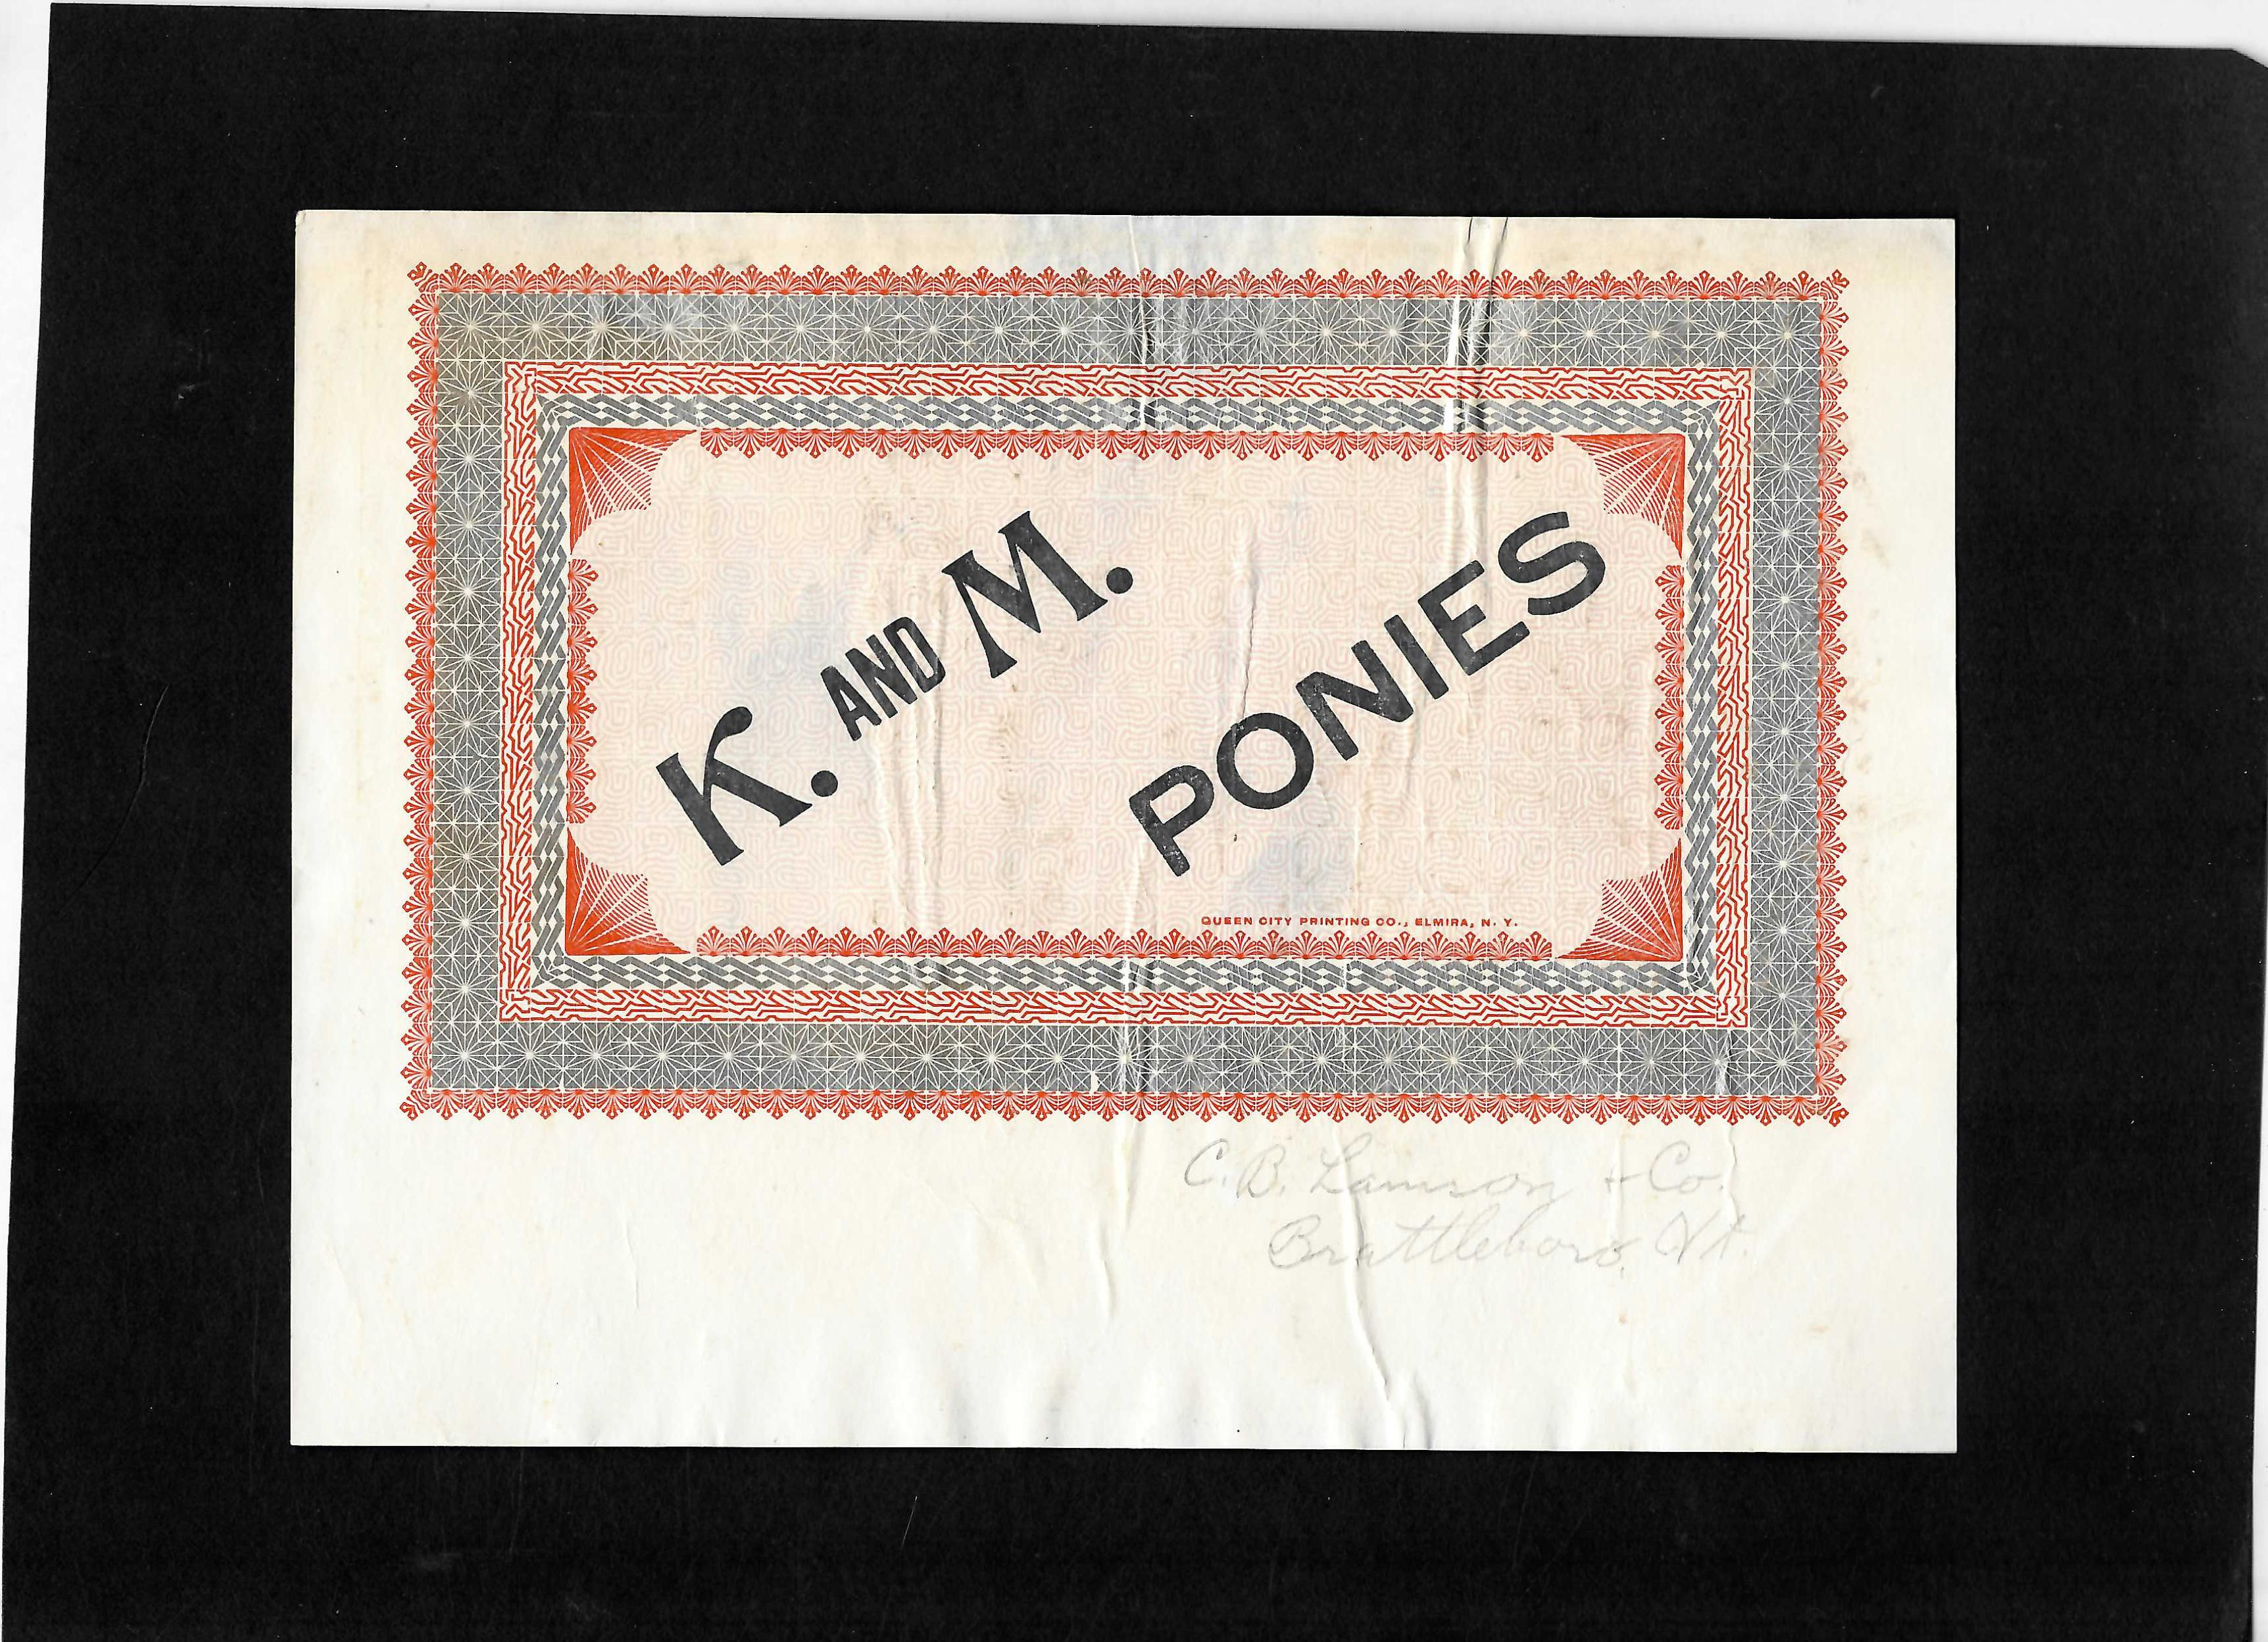 K. AND M.
PONIES
QUEEN CITY PRINTING CO., ELMIRA, N. Y.
C. B. Lamson + Co.
Brattleboro, Vt.